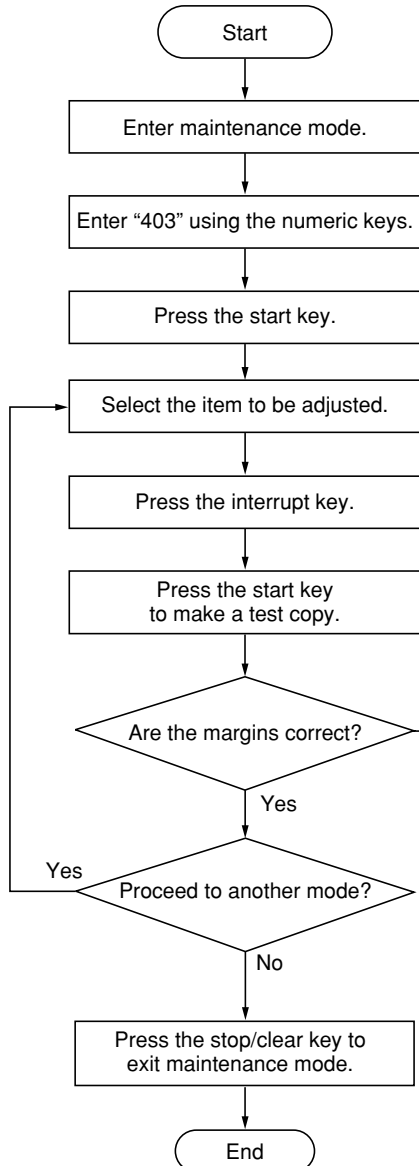 Start
Enter maintenance mode.
Enter “403” using the numeric keys.
Press the start key.
Select the item to be adjusted.
Press the interrupt key.
Press the start key
to make a test copy.
Are the margins correct?
Yes
Yes
Proceed to another mode?
No
Press the stop/clear key to
exit maintenance mode.
End